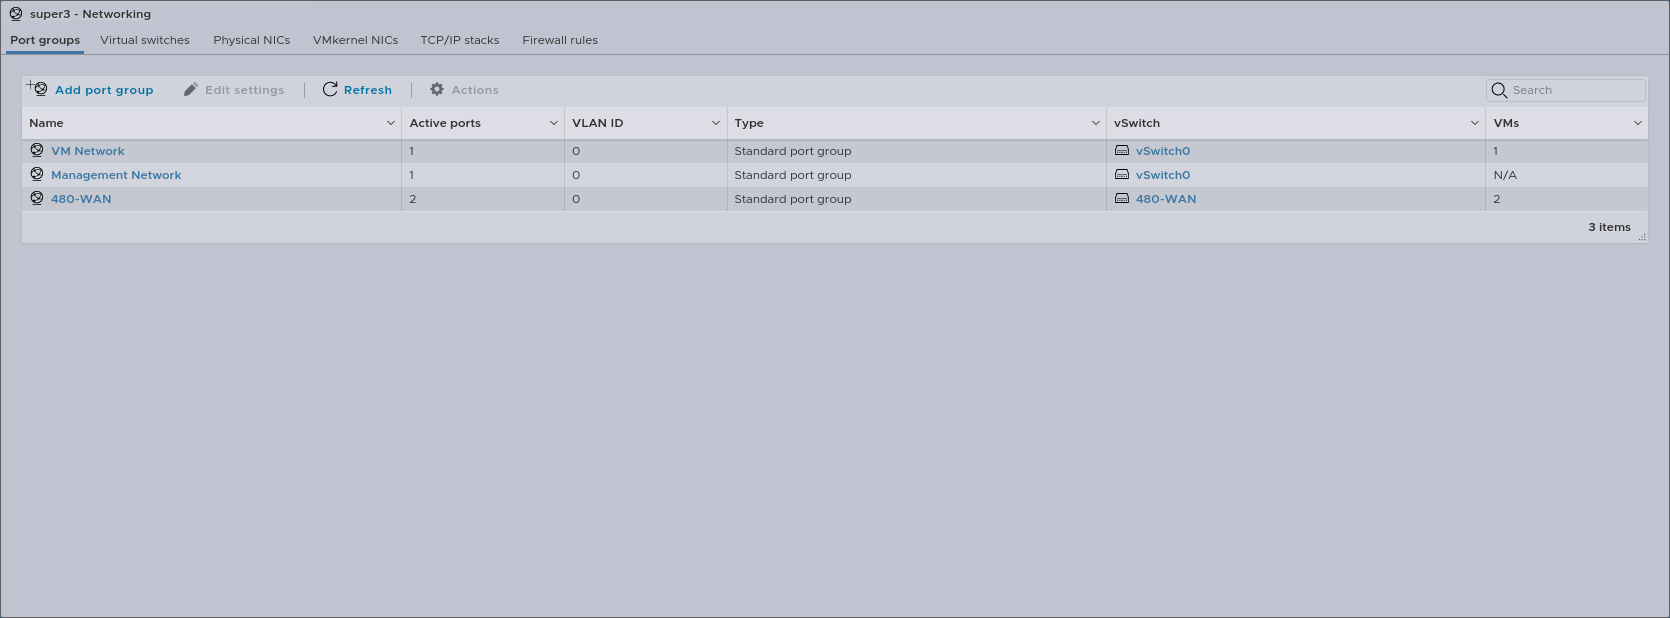 super3 - Networking
Port groups Virtual switches Physical NICs VMkernel NICs TCP/IP stacks Firewall rules
Add port group Edit settings Refresh Actions Search
Name Active ports VLAN ID Type vSwitch VMs
VM Network 1 0 Standard port group vSwitch0 1
Management Network 1 0 Standard port group vSwitch0 N/A
480-WAN 2 0 Standard port group 480-WAN 2
3 items